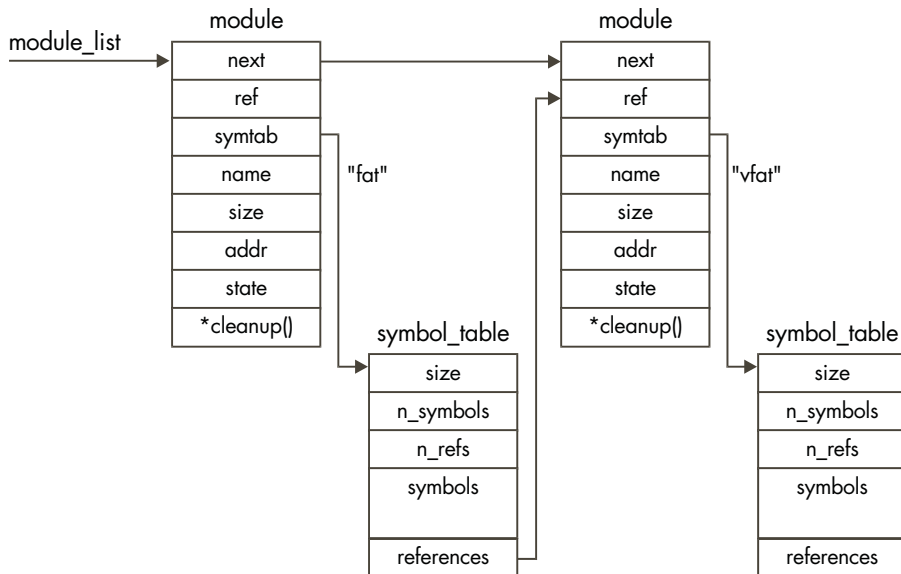 module
module
module_list
next
ref
symtab
name
size
addr
state
*cleanup()
"fat"
symbol_table
size
n_symbols
n_refs
symbols
references
next
ref
symtab
name
size
addr
state
*cleanup()
"vfat"
symbol_table
size
n_symbols
n_refs
symbols
references